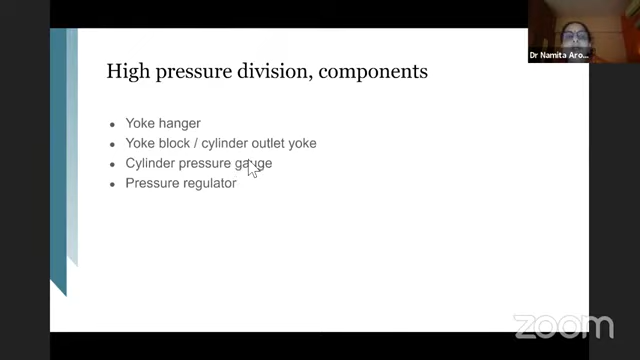 High pressure division, components
Yoke hanger
Yoke block / cylinder outlet yoke
Cylinder pressure gauge
Pressure regulator
Dr Namita Aro...
zoom